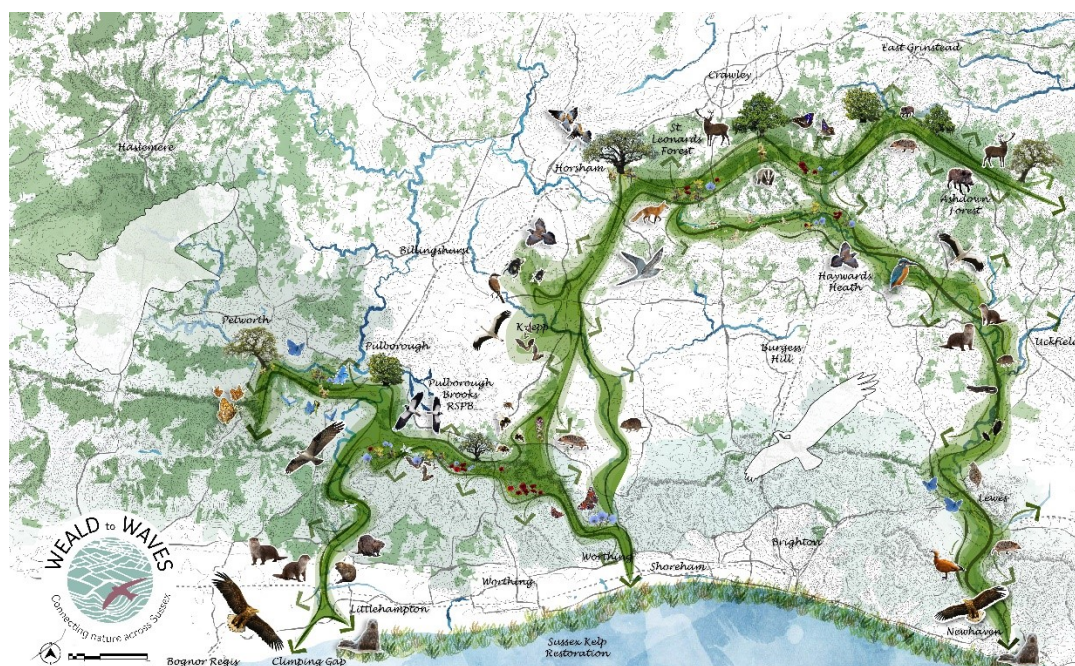 East Grinstead
Crawley
St.
Leonards
Forest
Haslemere
Horsham
Ashdown
Forest
Billingshurst
Haywards
Heath
Petworth
Knepp
Uckfield
Pulborough
Burgess
Hill
Pulborough
Brooks
RSPB
Lewes
WEALD to WAVES
Connecting nature across Sussex
Brighton
Worthing
Shoreham
Worthing
Littlehampton
Newhaven
Sussex Kelp
Restoration
Bognor Regis
Climping Gap